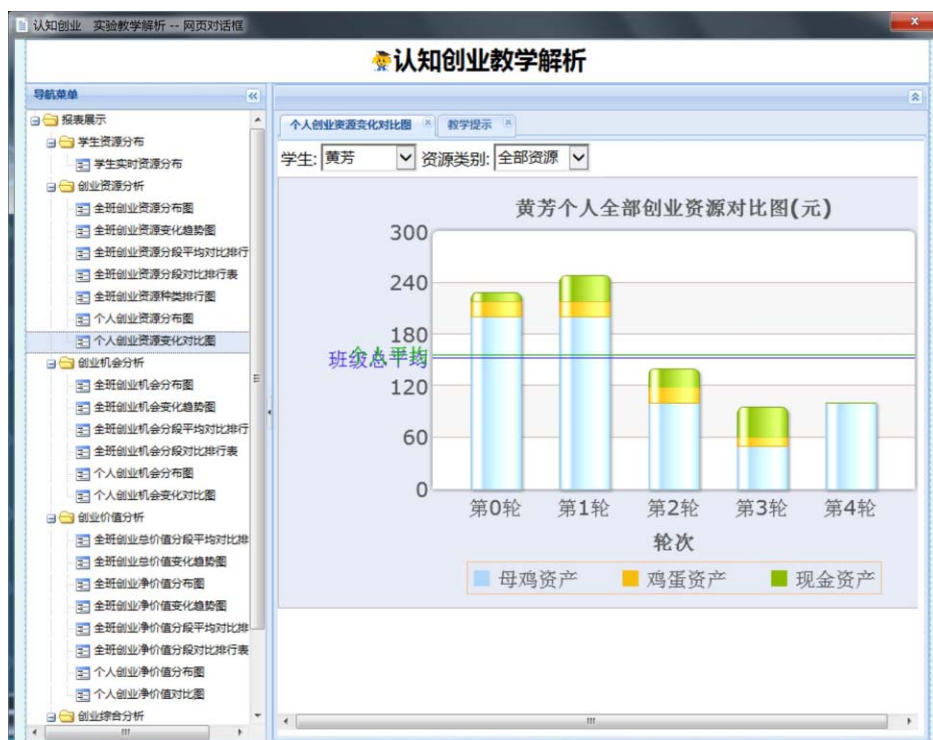 认知创业 实验教学解析 -- 网页对话框
认知创业教学解析
导航菜单
报表展示
学生资源分布
学生实时资源分布
创业资源分析
全班创业资源分布图
全班创业资源变化趋势图
全班创业资源分段平均对比排行
全班创业资源分段对比排行表
全班创业资源种类排行图
个人创业资源分布图
个人创业资源变化对比图
创业机会分析
全班创业机会分布图
全班创业机会变化趋势图
全班创业机会分段平均对比排行
全班创业机会分段对比排行表
个人创业机会分布图
个人创业机会变化对比图
创业价值分析
全班创业总价值分段平均对比排
全班创业总价值变化趋势图
全班创业净价值分布图
全班创业净价值变化趋势图
全班创业净价值分段平均对比排
全班创业净价值分段对比排行表
个人创业净价值分布图
个人创业净价值对比图
创业综合分析
个人创业资源变化对比图 教学提示
学生: 黄芳 资源类别: 全部资源
黄芳个人全部创业资源对比图(元)
300
240
180
个人平均
班级总平均
120
60
0
第0轮 第1轮 第2轮 第3轮 第4轮
轮次
母鸡资产 鸡蛋资产 现金资产